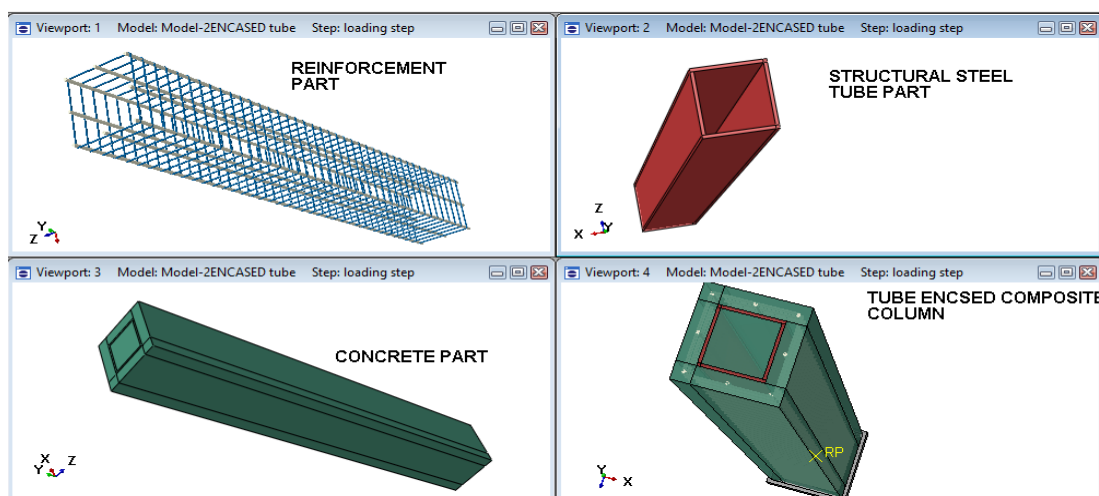 Viewport: 1 Model: Model-2ENCASED tube Step: loading step
REINFORCEMENT
PART
Y
Z
Viewport: 2 Model: Model-2ENCASED tube Step: loading step
STRUCTURAL STEEL
TUBE PART
Z
Y
X
Viewport: 3 Model: Model-2ENCASED tube Step: loading step
CONCRETE PART
X
Y
Z
Viewport: 4 Model: Model-2ENCASED tube Step: loading step
TUBE ENCSED COMPOSITE
COLUMN
RP
Y
X